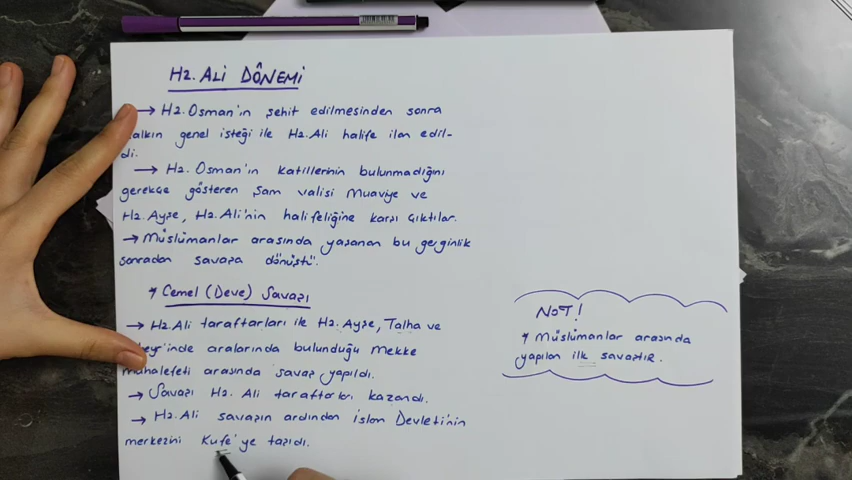 Hz. ALİ DÖNEMİ
→ Hz. Osman'ın şehit edilmesinden sonra
halkın genel isteği ile Hz. Ali halife ilan edil-
di.
→ Hz. Osman'ın katillerinin bulunmadığını
gerekçe gösteren Şam valisi Muaviye ve
Hz. Ayşe, Hz. Ali'nin halifeliğine karşı çıktılar.
→ Müslümanlar arasında yaşanan bu gerginlik
sonradan savaşa dönüştü.
* Cemel (Deve) Savaşı
→ Hz. Ali taraftarları ile Hz. Ayşe, Talha ve
aralarında bulunduğu Mekke
muhalefeti arasında savaş yapıldı.
→ Savaşı Hz. Ali taraftarları kazandı.
→ Hz. Ali savaşın ardından İslam Devleti'nin
merkezini Kufe'ye taşıdı.
NOT!
* Müslümanlar arasında
yapılan ilk savaştır.